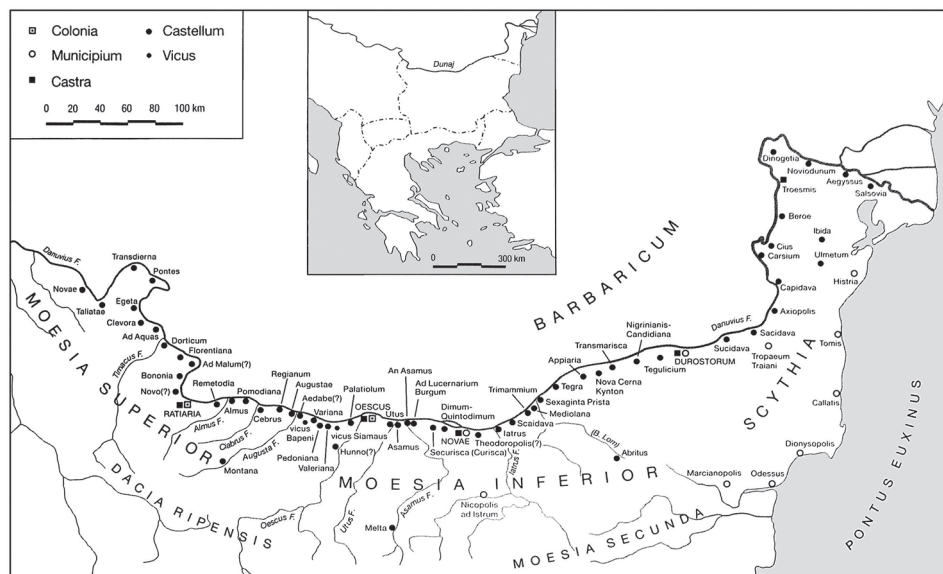 Colonia
Municipium
Castra
Castellum
Vicus
0 20 40 60 80 100 km
Dunaj
0 300 km
BARBARICUM
Danuvius F.
Transdierna
Pontes
Novae
Taliatae
Egeta
Clevora
Ad Aquas
Dorticum
Florentiana
Ad Malum(?)
Timacus F.
Bononia
Novo(?)
RATIARIA
Remetodia
Almus
Pomodiana
Cebrus
Regianum
Augustae
Aedabe(?)
Variana
vicus
Bapeni
Pedoniana
Valeriana
vicus Siamaus
Palatiolum
OESCUS
Hunno(?)
Utus
Asamus
An Asamus
Ad Lucernarium
Burgum
Securisca (Curisca)
Dimum-
Quintodimum
NOVAE
Theodoropolis(?)
Iatrus
Scaidava
Trimammium
Mediolana
Sexaginta Prista
Tegra
Appiaria
Nova Cerna
Kynton
Transmarisca
Nigrinianis-
Candidiana
Tegulicium
DUROSTORUM
Danuvius F.
Sucidava
Sacidava
Axiopolis
Capidava
Carsium
Cius
Beroe
Troesmis
Dinogetia
Noviodunum
Aegyssus
Salsovia
Ibida
Ulmetum
Histria
Tropaeum
Traiani
Tomis
Callatis
Dionysopolis
Odessus
Marcianopolis
Abritus
(B. Lom)
Iatrus F.
Nicopolis
ad Istrum
Melta
Asamus F.
Utus F.
Oescus F.
Augusta F.
Ciabrus F.
Almus F.
Montana
MOESIA SUPERIOR
DACIA RIPENSIS
MOESIA INFERIOR
MOESIA SECUNDA
SCYTHIA
PONTUS EUXINUS